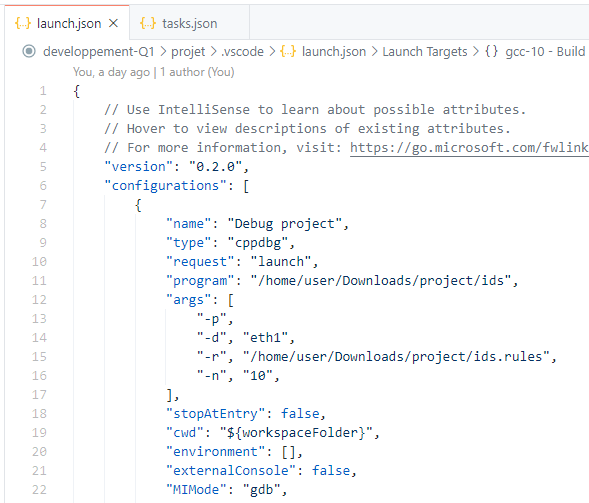 {..} launch.json × {..} tasks.json
developpement-Q1 > projet > .vscode > {..} launch.json > Launch Targets > {} gcc-10 - Build
You, a day ago | 1 author (You)
1 {
2 // Use IntelliSense to learn about possible attributes.
3 // Hover to view descriptions of existing attributes.
4 // For more information, visit: https://go.microsoft.com/fwlink
5 "version": "0.2.0",
6 "configurations": [
7 {
8 "name": "Debug project",
9 "type": "cppdbg",
10 "request": "launch",
11 "program": "/home/user/Downloads/project/ids",
12 "args": [
13 "-p",
14 "-d", "eth1",
15 "-r", "/home/user/Downloads/project/ids.rules",
16 "-n", "10",
17 ],
18 "stopAtEntry": false,
19 "cwd": "${workspaceFolder}",
20 "environment": [],
21 "externalConsole": false,
22 "MIMode": "gdb",